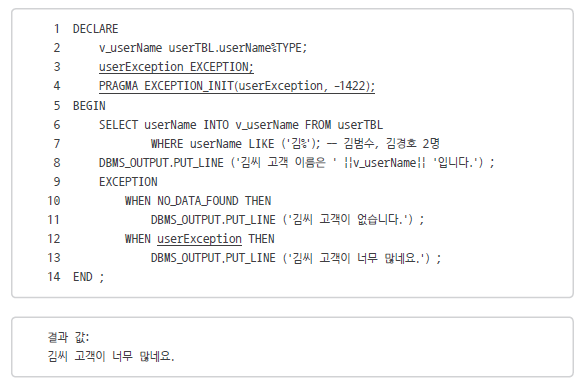 1 DECLARE
2 v_userName userTBL.userName%TYPE;
3 userException EXCEPTION;
4 PRAGMA EXCEPTION_INIT(userException, -1422);
5 BEGIN
6 SELECT userName INTO v_userName FROM userTBL
7 WHERE userName LIKE ('김%'); — 김범수, 김경호 2명
8 DBMS_OUTPUT.PUT_LINE ('김씨 고객 이름은 ' ||v_userName|| '입니다.') ;
9 EXCEPTION
10 WHEN NO_DATA_FOUND THEN
11 DBMS_OUTPUT.PUT_LINE ('김씨 고객이 없습니다.') ;
12 WHEN userException THEN
13 DBMS_OUTPUT.PUT_LINE ('김씨 고객이 너무 많네요.') ;
14 END ;
결과 값:
김씨 고객이 너무 많네요.